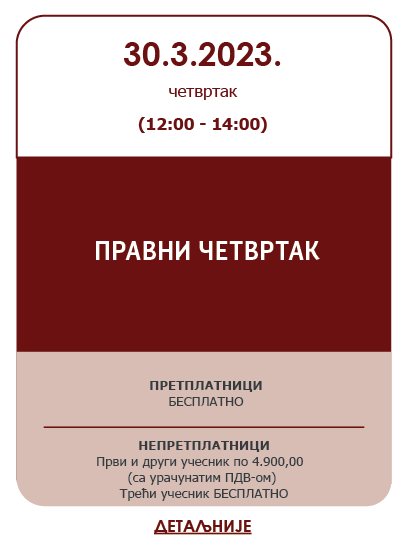 30.3.2023.
четвртак
(12:00 - 14:00)
ПРАВНИ ЧЕТВРТАК
ПРЕТПЛАТНИЦИ
БЕСПЛАТНО
НЕПРЕТПЛАТНИЦИ
Први и други учесник по 4.900,00
(са урачунатим ПДВ-ом)
Трећи учесник БЕСПЛАТНО
ДЕТАЉНИЈЕ